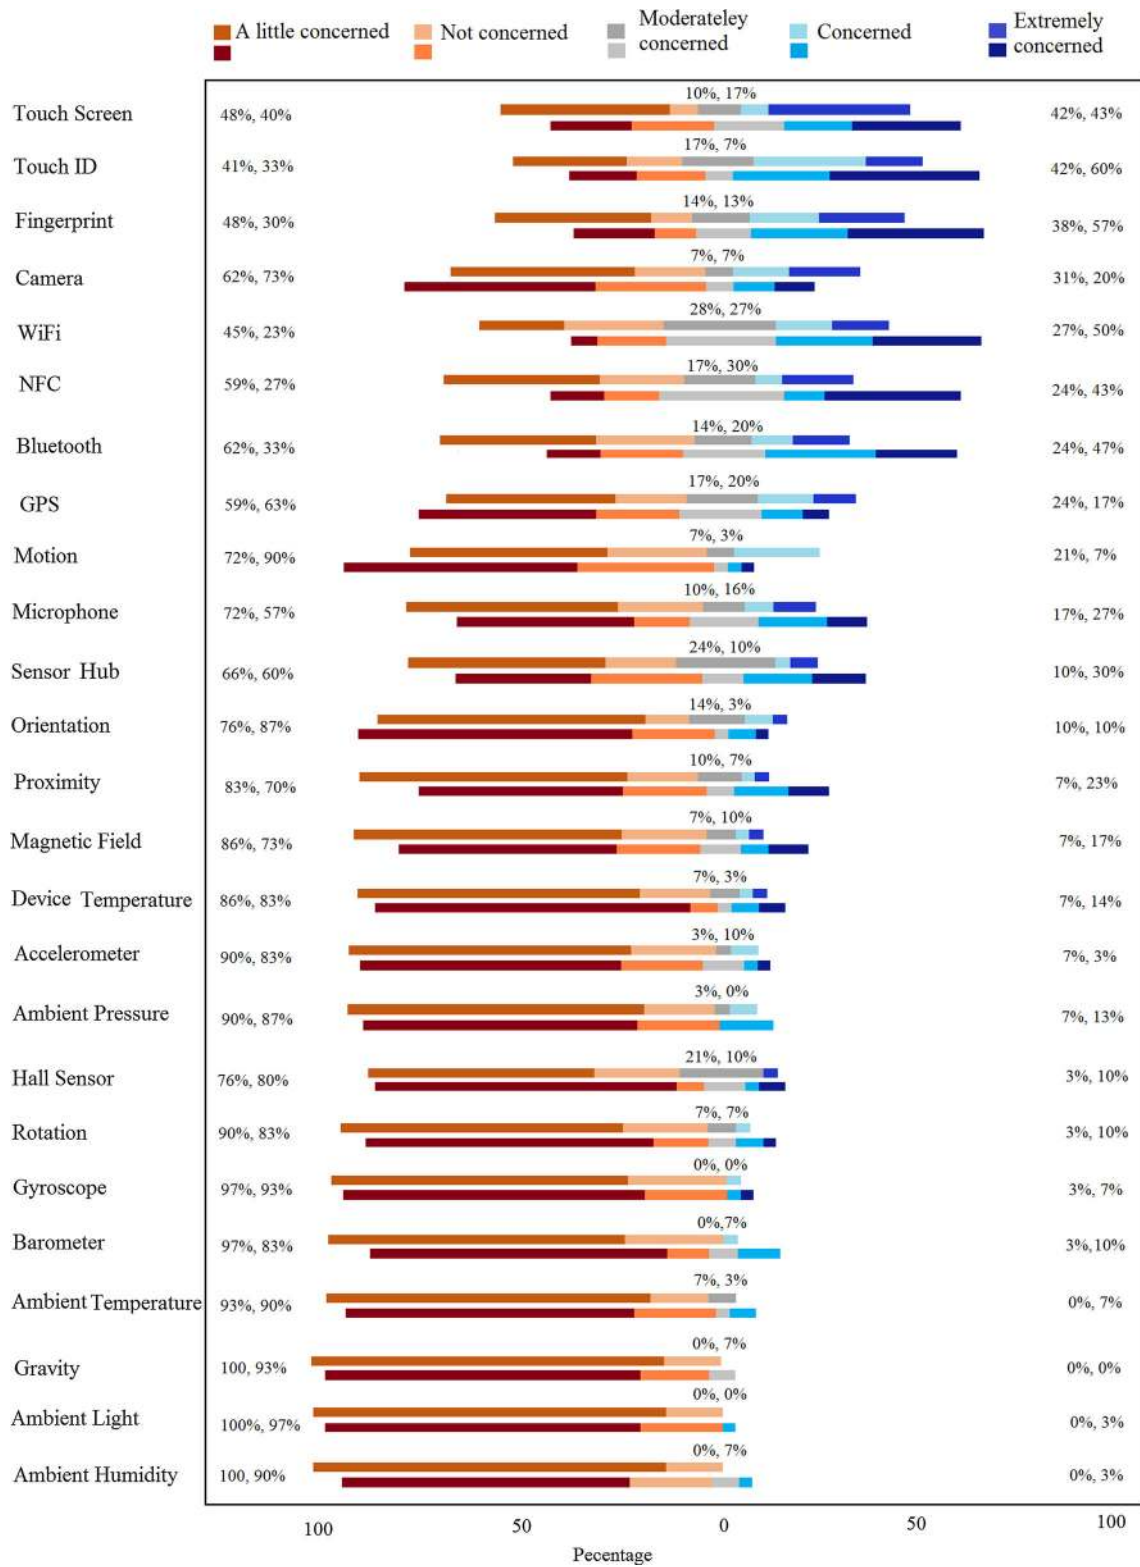 A little concerned Not concerned Moderateley concerned Concerned Extremely concerned
10%, 17%
Touch Screen 48%, 40% 42%, 43%
17%, 7%
Touch ID 41%, 33% 42%, 60%
14%, 13%
Fingerprint 48%, 30% 38%, 57%
7%, 7%
Camera 62%, 73% 31%, 20%
28%, 27%
WiFi 45%, 23% 27%, 50%
17%, 30%
NFC 59%, 27% 24%, 43%
14%, 20%
Bluetooth 62%, 33% 24%, 47%
17%, 20%
GPS 59%, 63% 24%, 17%
7%, 3%
Motion 72%, 90% 21%, 7%
10%, 16%
Microphone 72%, 57% 17%, 27%
24%, 10%
Sensor Hub 66%, 60% 10%, 30%
14%, 3%
Orientation 76%, 87% 10%, 10%
10%, 7%
Proximity 83%, 70% 7%, 23%
7%, 10%
Magnetic Field 86%, 73% 7%, 17%
7%, 3%
Device Temperature 86%, 83% 7%, 14%
3%, 10%
Accelerometer 90%, 83% 7%, 3%
3%, 0%
Ambient Pressure 90%, 87% 7%, 13%
21%, 10%
Hall Sensor 76%, 80% 3%, 10%
7%, 7%
Rotation 90%, 83% 3%, 10%
0%, 0%
Gyroscope 97%, 93% 3%, 7%
0%,7%
Barometer 97%, 83% 3%,10%
7%, 3%
Ambient Temperature 93%, 90% 0%, 7%
0%, 7%
Gravity 100, 93% 0%, 0%
0%, 0%
Ambient Light 100%, 97% 0%, 3%
0%, 7%
Ambient Humidity 100, 90% 0%, 3%
100 50 0 50 100
Pecentage